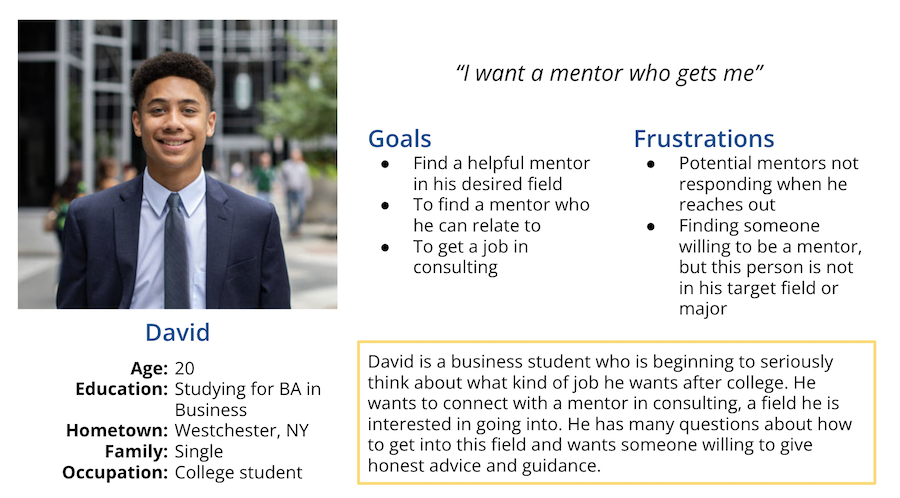 “I want a mentor who gets me”
Goals
● Find a helpful mentor
in his desired field
● To find a mentor who
he can relate to
● To get a job in
consulting
Frustrations
● Potential mentors not
responding when he
reaches out
● Finding someone
willing to be a mentor,
but this person is not
in his target field or
major
David
Age: 20
Education: Studying for BA in
Business
Hometown: Westchester, NY
Family: Single
Occupation: College student
David is a business student who is beginning to seriously
think about what kind of job he wants after college. He
wants to connect with a mentor in consulting, a field he is
interested in going into. He has many questions about how
to get into this field and wants someone willing to give
honest advice and guidance.